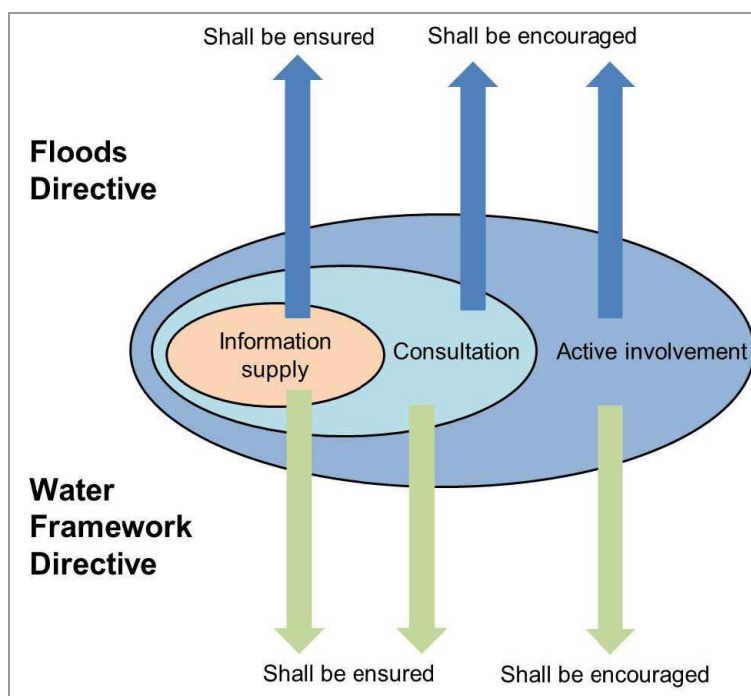 Shall be ensured
Shall be encouraged
Floods
Directive
Information
supply
Consultation
Active involvement
Water
Framework
Directive
Shall be ensured
Shall be encouraged